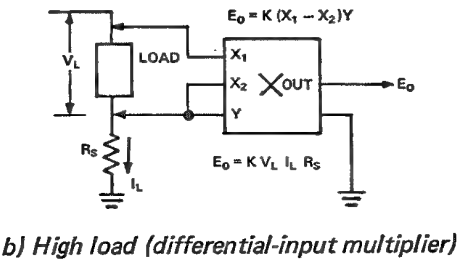 E₀ = K (X₁ − X₂)Y
V_L
LOAD
X₁
X₂
Y
XOUT
E₀
R_S
I_L
E₀ = K V_L I_L R_S
b) High load (differential-input multiplier)